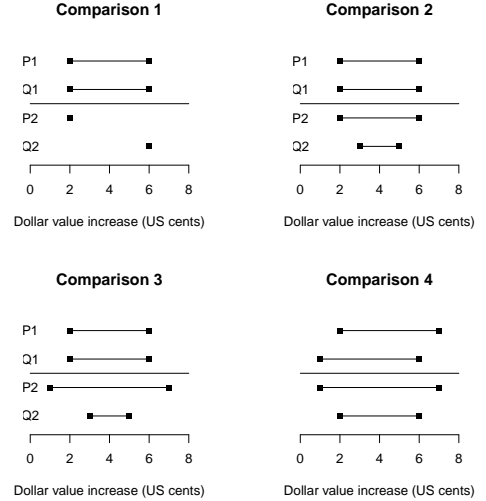 Comparison 1
P1
Q1
P2
Q2
0 2 4 6 8
Dollar value increase (US cents)
Comparison 2
P1
Q1
P2
Q2
0 2 4 6 8
Dollar value increase (US cents)
Comparison 3
P1
Q1
P2
Q2
0 2 4 6 8
Dollar value increase (US cents)
Comparison 4
0 2 4 6 8
Dollar value increase (US cents)